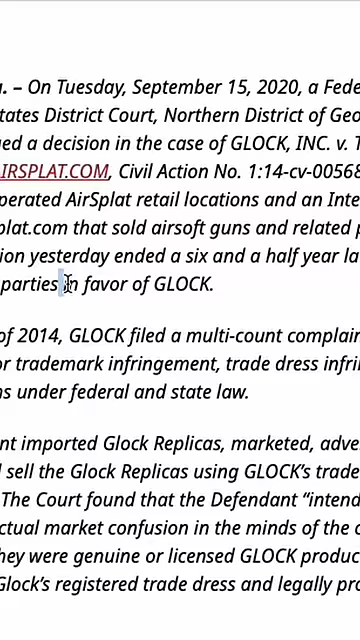 . – On Tuesday, September 15, 2020, a Fede
tates District Court, Northern District of Geo
ed a decision in the case of GLOCK, INC. v. T
IRSPLAT.COM, Civil Action No. 1:14-cv-00568
perated AirSplat retail locations and an Inte
plat.com that sold airsoft guns and related p
ion yesterday ended a six and a half year la
parties in favor of GLOCK.
of 2014, GLOCK filed a multi-count complain
or trademark infringement, trade dress infri
ns under federal and state law.
nt imported Glock Replicas, marketed, adve
l sell the Glock Replicas using GLOCK's trade
The Court found that the Defendant “intend
ctual market confusion in the minds of the c
hey were genuine or licensed GLOCK produc
Glock's registered trade dress and legally pro